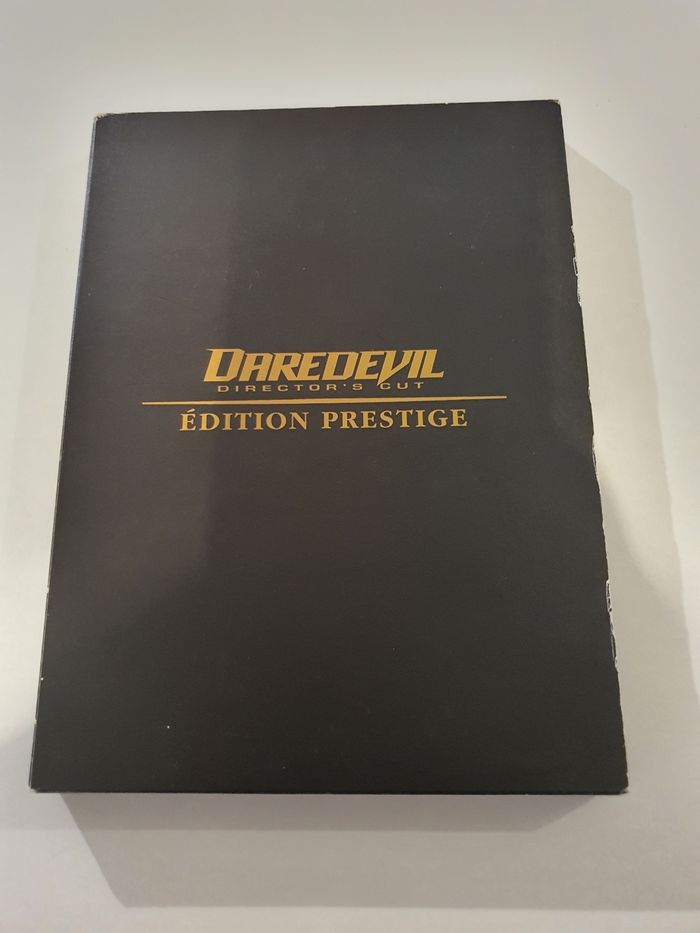 DAREDEVIL
DIRECTOR'S CUT
ÉDITION PRESTIGE